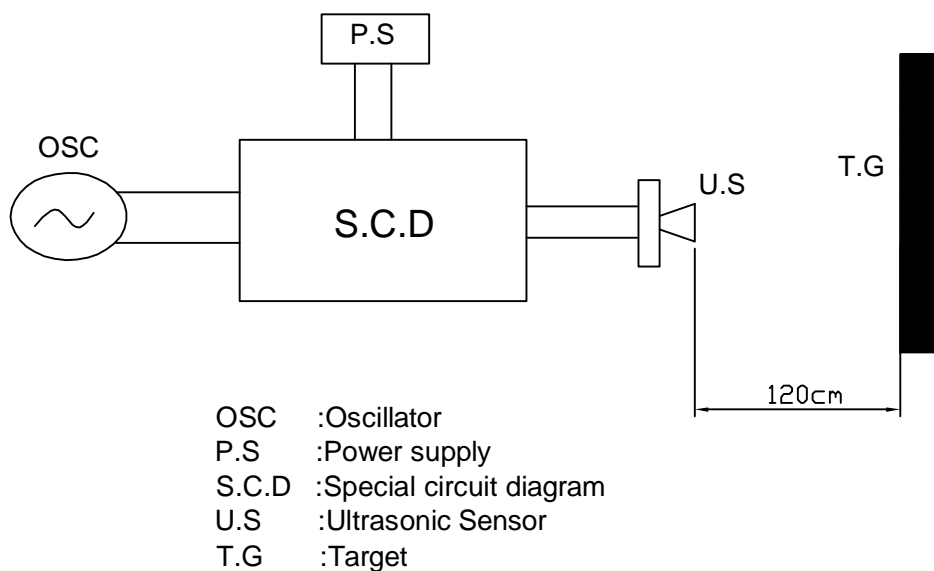 P.S
OSC
U.S
T.G
S.C.D
120cm
OSC :Oscillator
P.S :Power supply
S.C.D :Special circuit diagram
U.S :Ultrasonic Sensor
T.G :Target